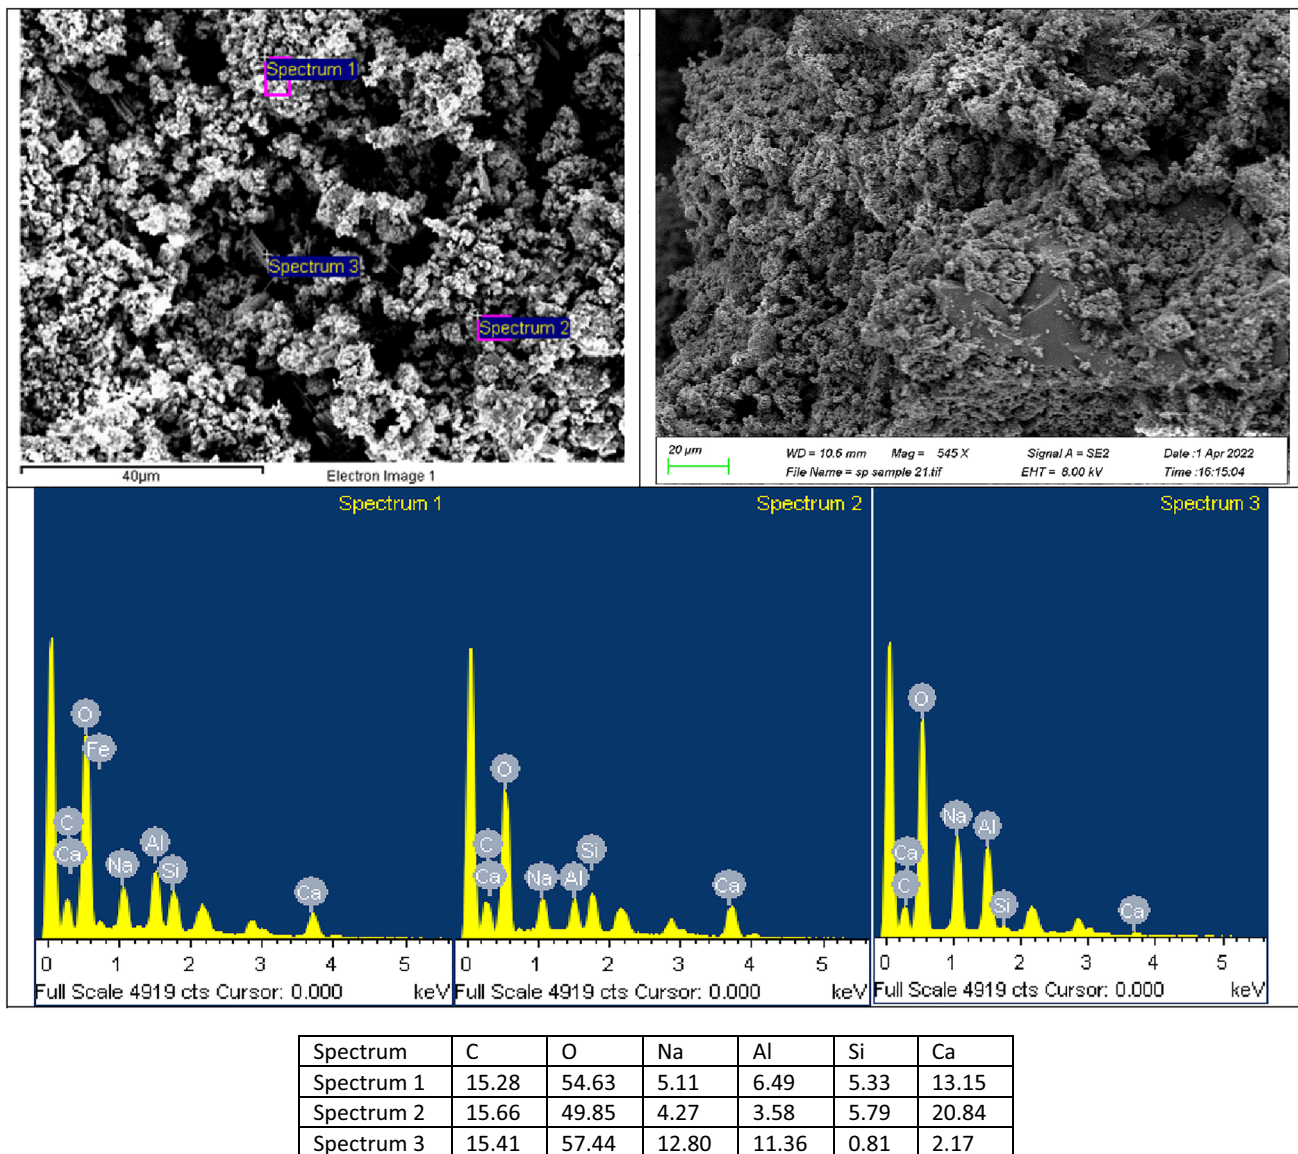 Spectrum 1
Spectrum 3
Spectrum 2
40µm Electron Image 1
20 µm WD = 10.6 mm Mag = 545 X Signal A = SE2 Date :1 Apr 2022
File Name = sp sample 21.tif EHT = 8.00 kV Time :16:15:04
Spectrum 1
O
Fe
C
Ca
Na
Al
Si
Ca
0 1 2 3 4 5
Full Scale 4919 cts Cursor: 0.000 keV
Spectrum 2
O
C
Ca
Na
Al
Si
Ca
0 1 2 3 4 5
Full Scale 4919 cts Cursor: 0.000 keV
Spectrum 3
O
Ca
C
Na
Al
Si
Ca
0 1 2 3 4 5
Full Scale 4919 cts Cursor: 0.000 keV
Spectrum C O Na Al Si Ca
Spectrum 1 15.28 54.63 5.11 6.49 5.33 13.15
Spectrum 2 15.66 49.85 4.27 3.58 5.79 20.84
Spectrum 3 15.41 57.44 12.80 11.36 0.81 2.17